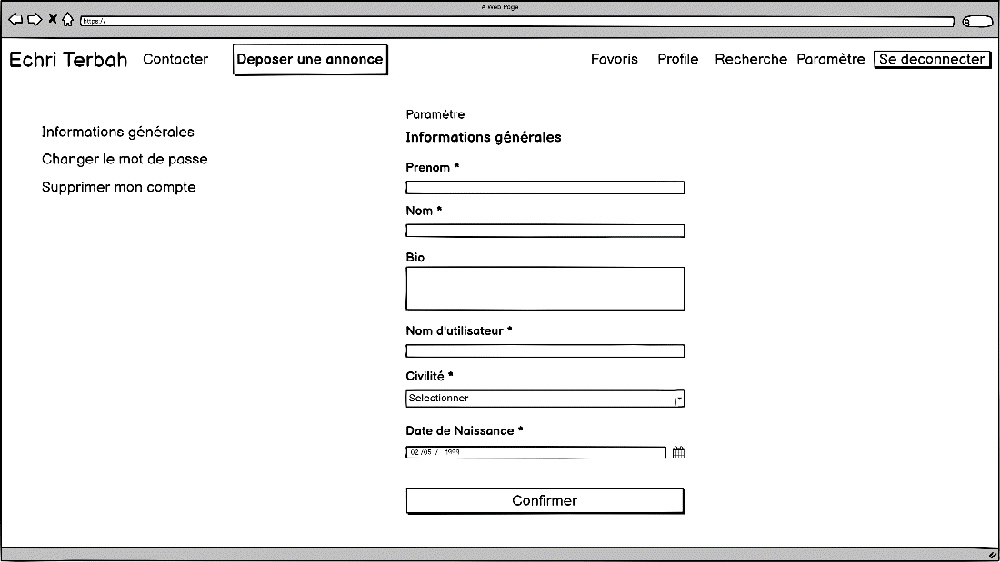 A Web Page
https://
Echri Terbah Contacter Deposer une annonce Favoris Profile Recherche Paramètre Se deconnecter
Informations générales
Changer le mot de passe
Supprimer mon compte
Paramètre
Informations générales
Prenom *
Nom *
Bio
Nom d'utilisateur *
Civilité *
Selectionner
Date de Naissance *
02 /05 / 1999
Confirmer